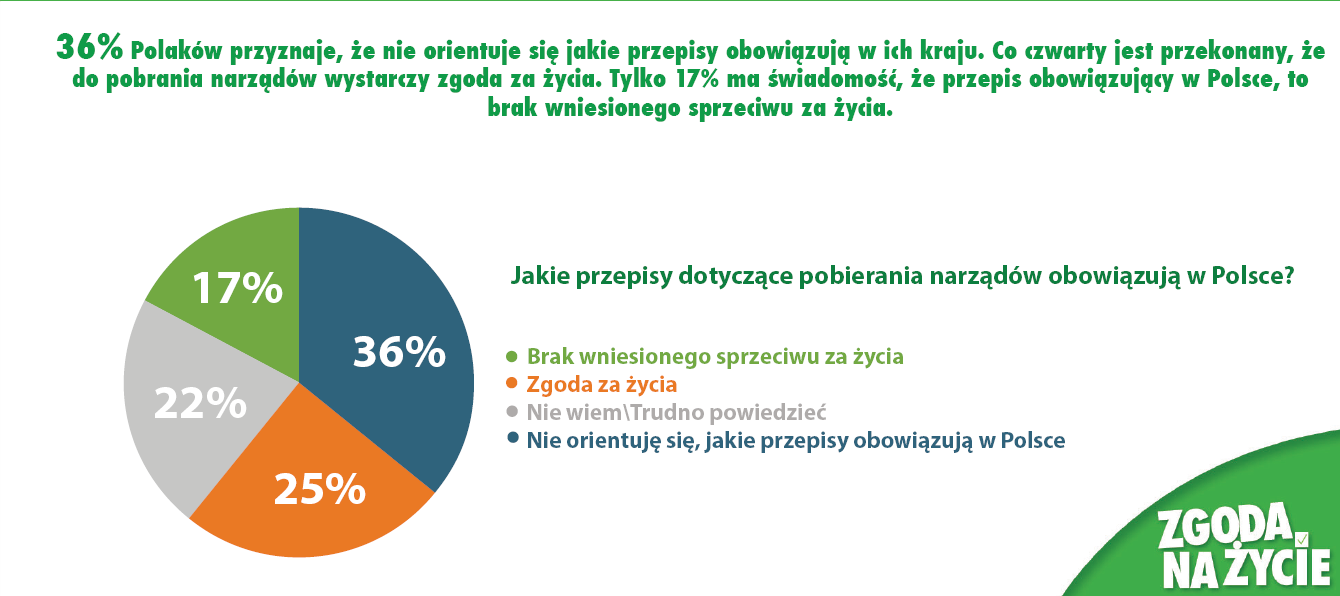 36% Polaków przyznaje, że nie orientuje się jakie przepisy obowiązują w ich kraju. Co czwarty jest przekonany, że
do pobrania narządów wystarczy zgoda za życia. Tylko 17% ma świadomość, że przepis obowiązujący w Polsce, to
brak wniesionego sprzeciwu za życia.
17%
36%
22%
25%
Jakie przepisy dotyczące pobierania narządów obowiązują w Polsce?
Brak wniesionego sprzeciwu za życia
Zgoda za życia
Nie wiem\Trudno powiedzieć
Nie orientuję się, jakie przepisy obowiązują w Polsce
ZGODA
NA ŻYCIE